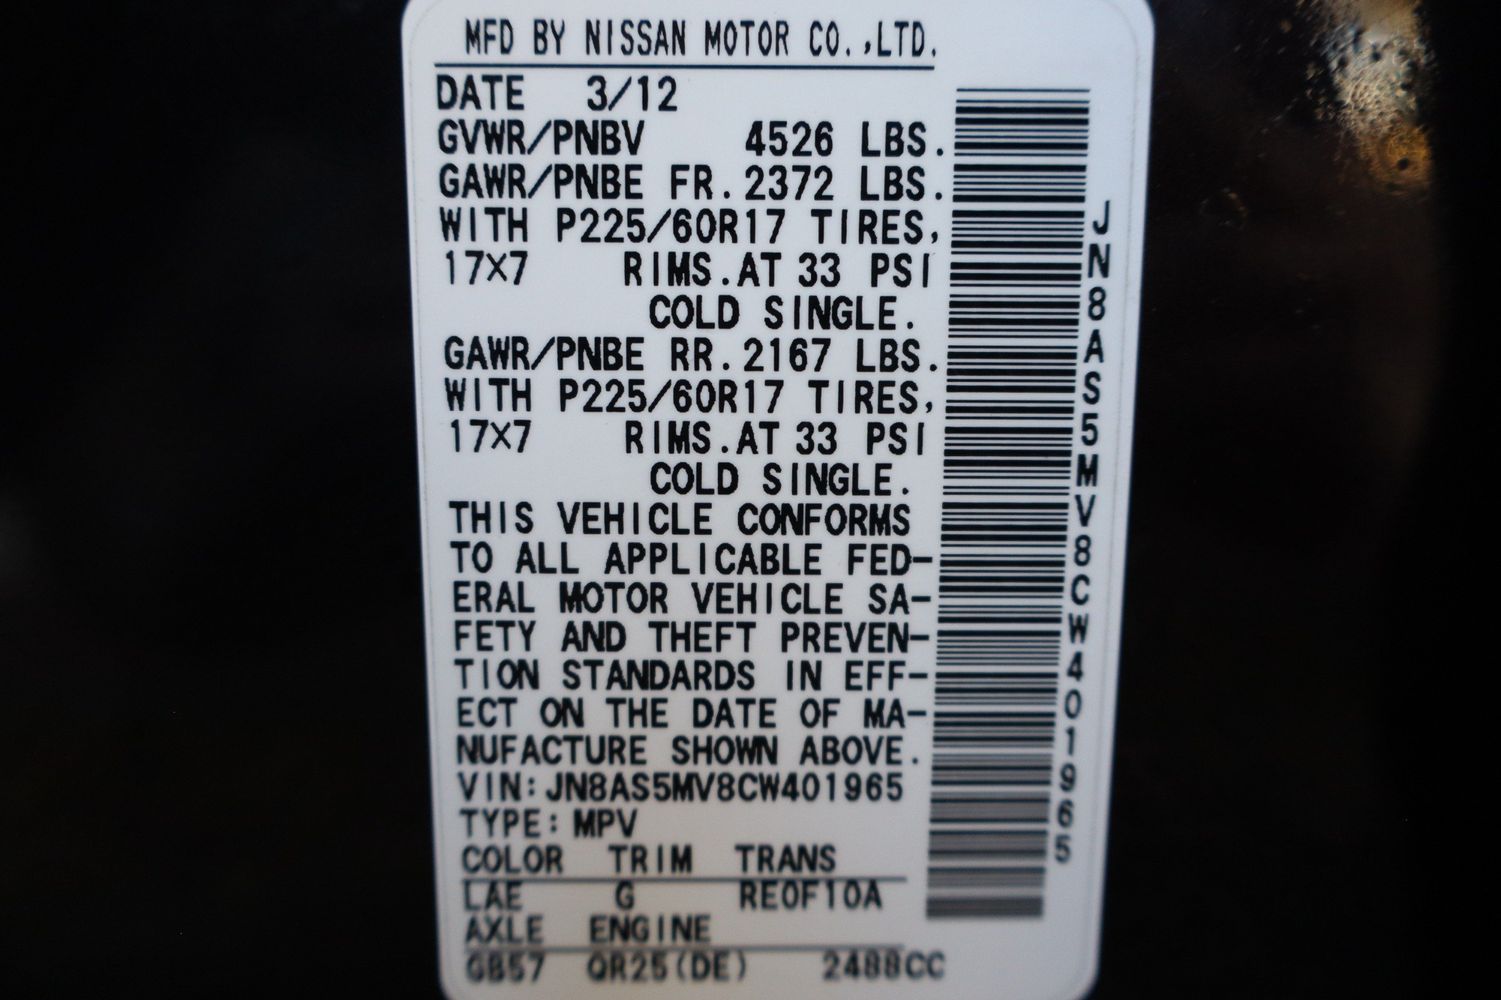 MFD BY NISSAN MOTOR CO.,LTD.
DATE 3/12
GVWR/PNBV 4526 LBS.
GAWR/PNBE FR.2372 LBS.
WITH P225/60R17 TIRES,
17X7 RIMS.AT 33 PSI
COLD SINGLE.
GAWR/PNBE RR.2167 LBS.
WITH P225/60R17 TIRES,
17X7 RIMS.AT 33 PSI
COLD SINGLE.
THIS VEHICLE CONFORMS
TO ALL APPLICABLE FED-
ERAL MOTOR VEHICLE SA-
FETY AND THEFT PREVEN-
TION STANDARDS IN EFF-
ECT ON THE DATE OF MA-
NUFACTURE SHOWN ABOVE.
VIN:JN8AS5MV8CW401965
TYPE:MPV
COLOR TRIM TRANS
LAE G RE0F10A
AXLE ENGINE
GB57 QR25(DE) 2488CC
JN8AS5MV8CW401965